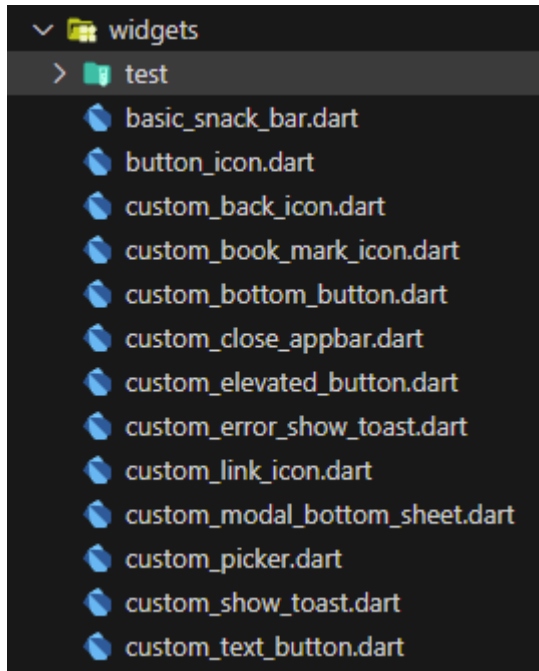 widgets
test
basic_snack_bar.dart
button_icon.dart
custom_back_icon.dart
custom_book_mark_icon.dart
custom_bottom_button.dart
custom_close_appbar.dart
custom_elevated_button.dart
custom_error_show_toast.dart
custom_link_icon.dart
custom_modal_bottom_sheet.dart
custom_picker.dart
custom_show_toast.dart
custom_text_button.dart